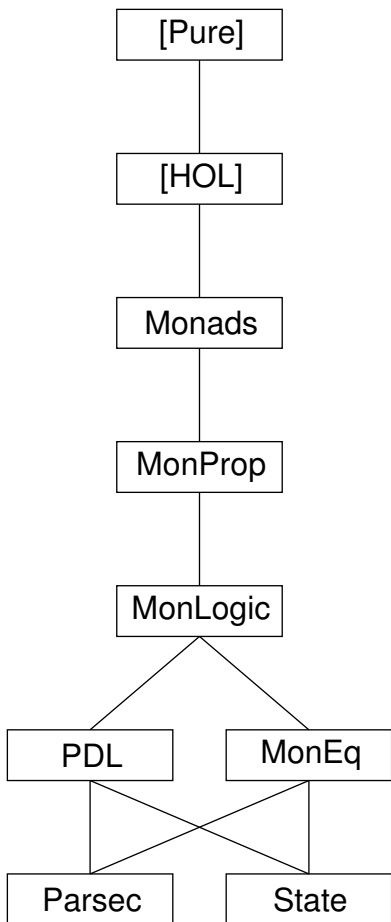 [Pure]
[HOL]
Monads
MonProp
MonLogic
PDL
MonEq
Parsec
State